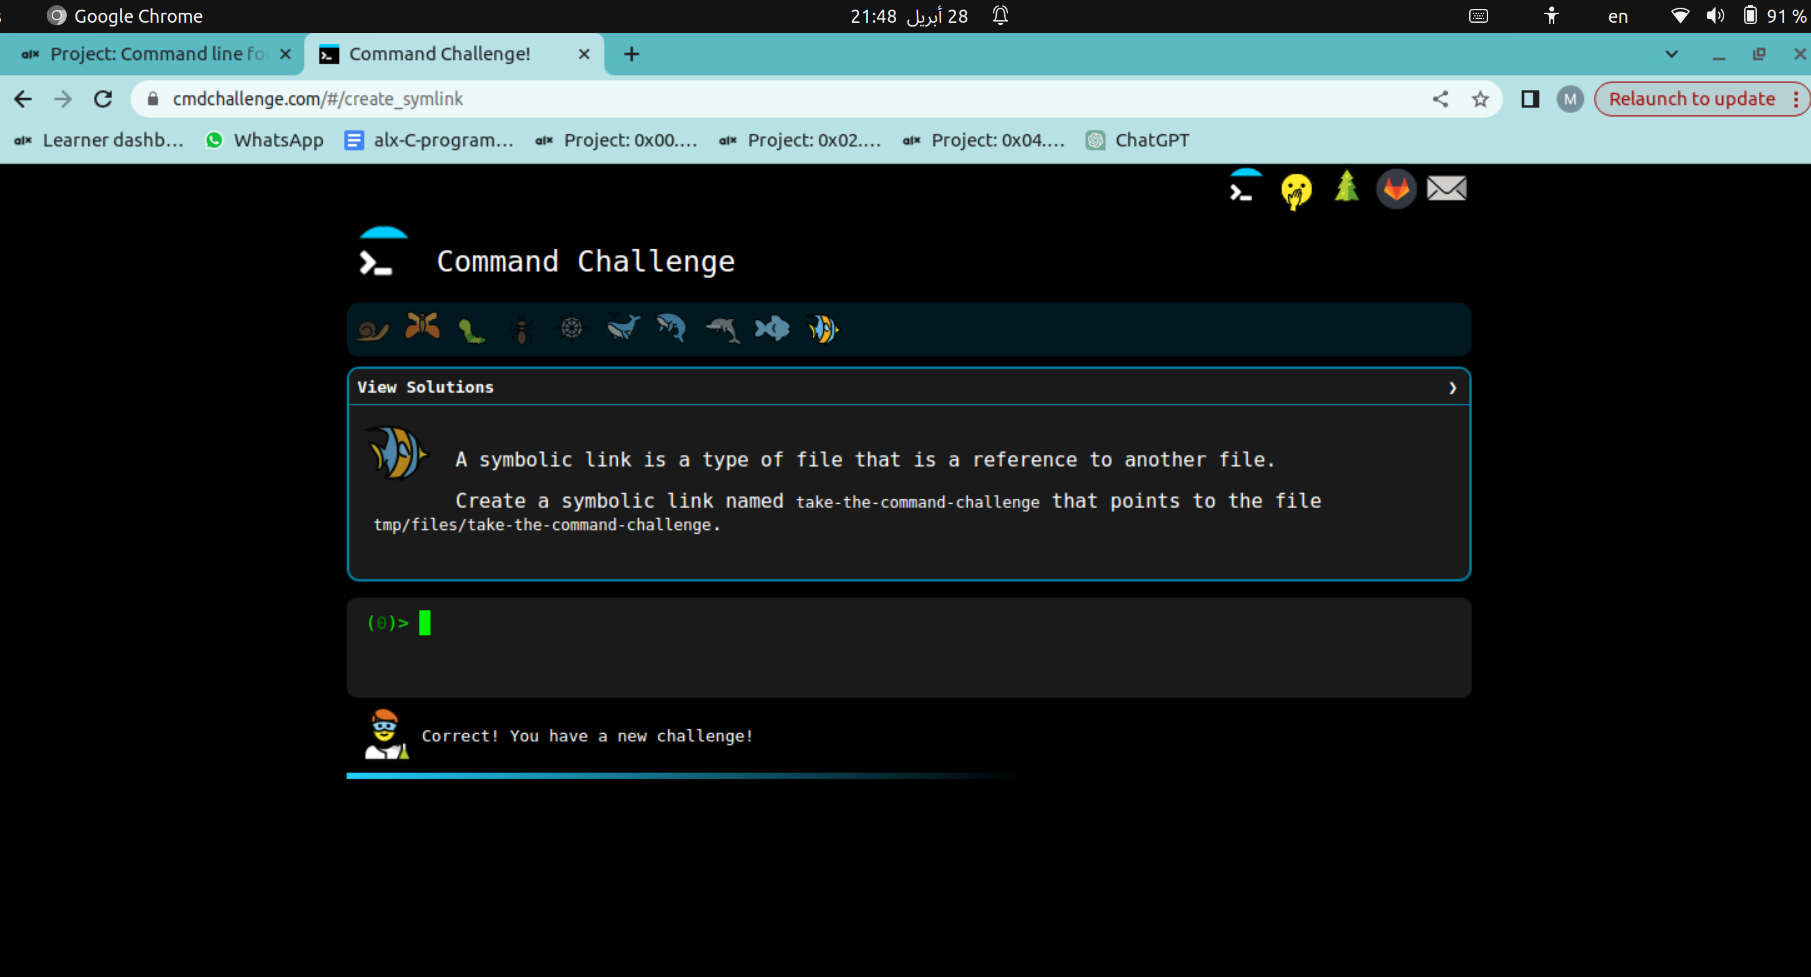 Google Chrome
21:48 28 أبريل
en
91 %
alx Project: Command line fo
Command Challenge!
cmdchallenge.com/#/create_symlink
M
Relaunch to update
alx Learner dashb...
WhatsApp
alx-C-program...
alx Project: 0x00....
alx Project: 0x02....
alx Project: 0x04....
ChatGPT
Command Challenge
View Solutions
A symbolic link is a type of file that is a reference to another file.
Create a symbolic link named take-the-command-challenge that points to the file
tmp/files/take-the-command-challenge.
(0)>
Correct! You have a new challenge!